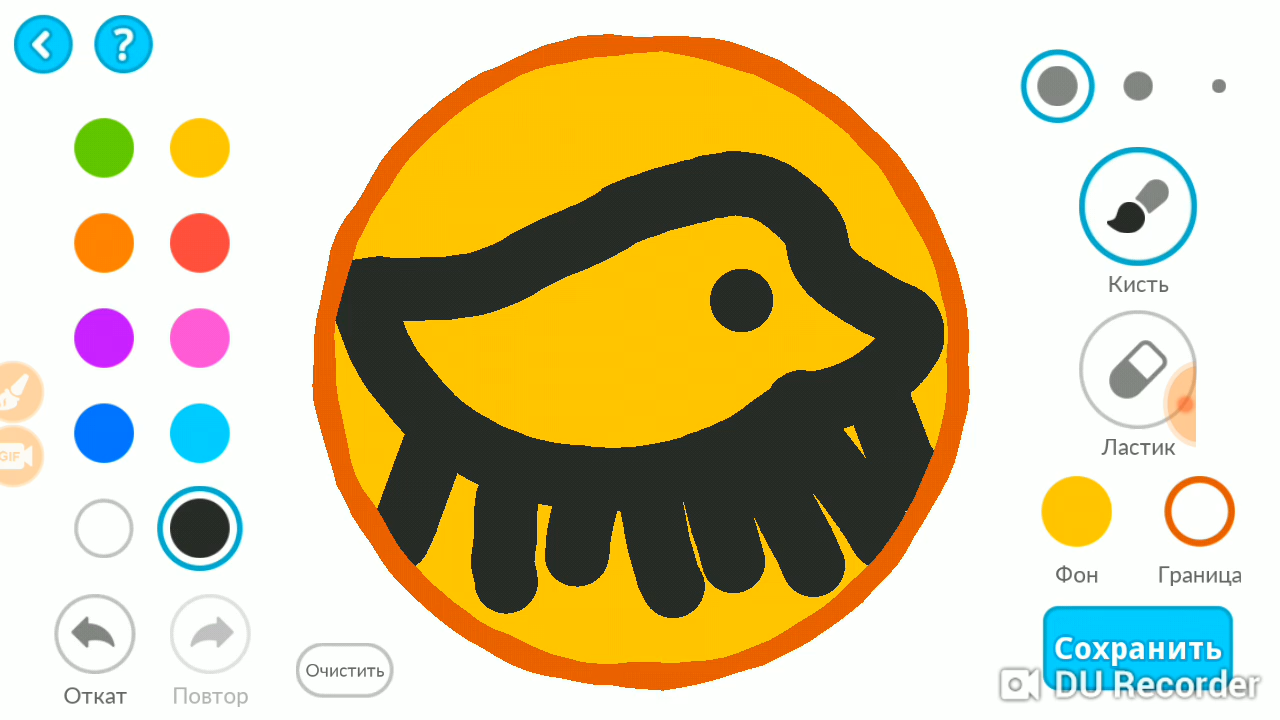 ?
Кисть
Ластик
GIF
Фон
Граница
Сохранить
Откат
Повтор
Очистить
DU Recorder